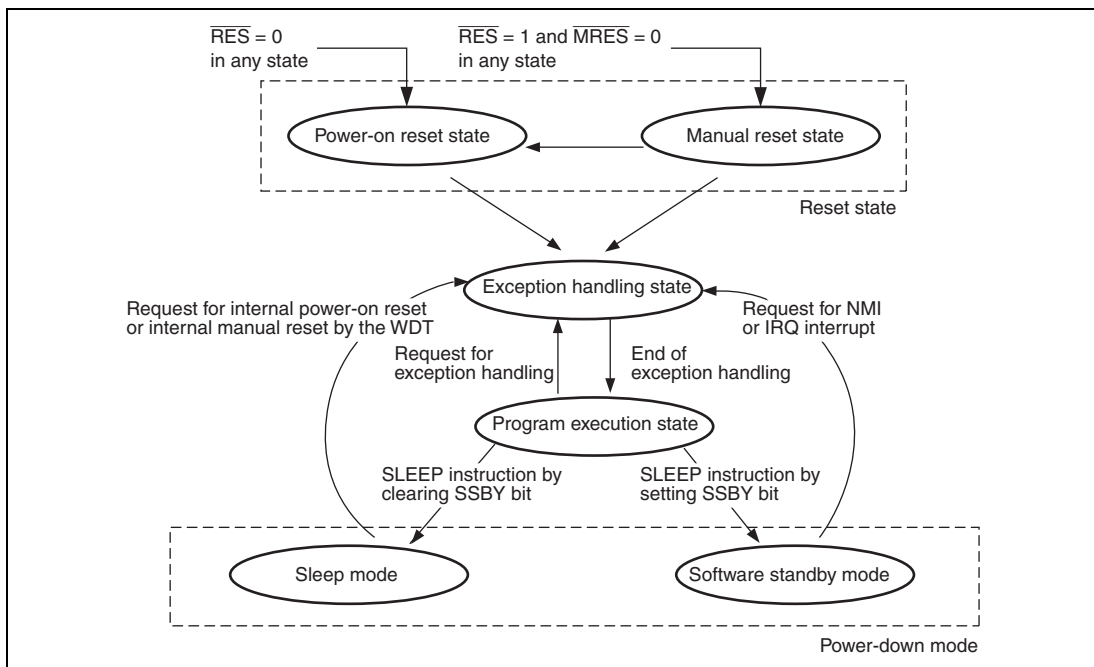 R̅E̅S̅ = 0
in any state
R̅E̅S̅ = 1 and M̅R̅E̅S̅ = 0
in any state
Power-on reset state
Manual reset state
Reset state
Exception handling state
Request for internal power-on reset
or internal manual reset by the WDT
Request for NMI
or IRQ interrupt
Request for
exception handling
End of
exception handling
Program execution state
SLEEP instruction by
clearing SSBY bit
SLEEP instruction by
setting SSBY bit
Sleep mode
Software standby mode
Power-down mode